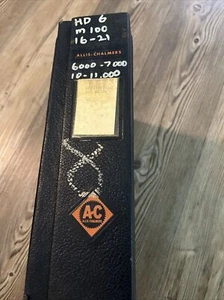 HD 6
M 100
16-21
ALLIS-CHALMERS
6000-7000
10-11,000
A-C
ALLIS-CHALMERS